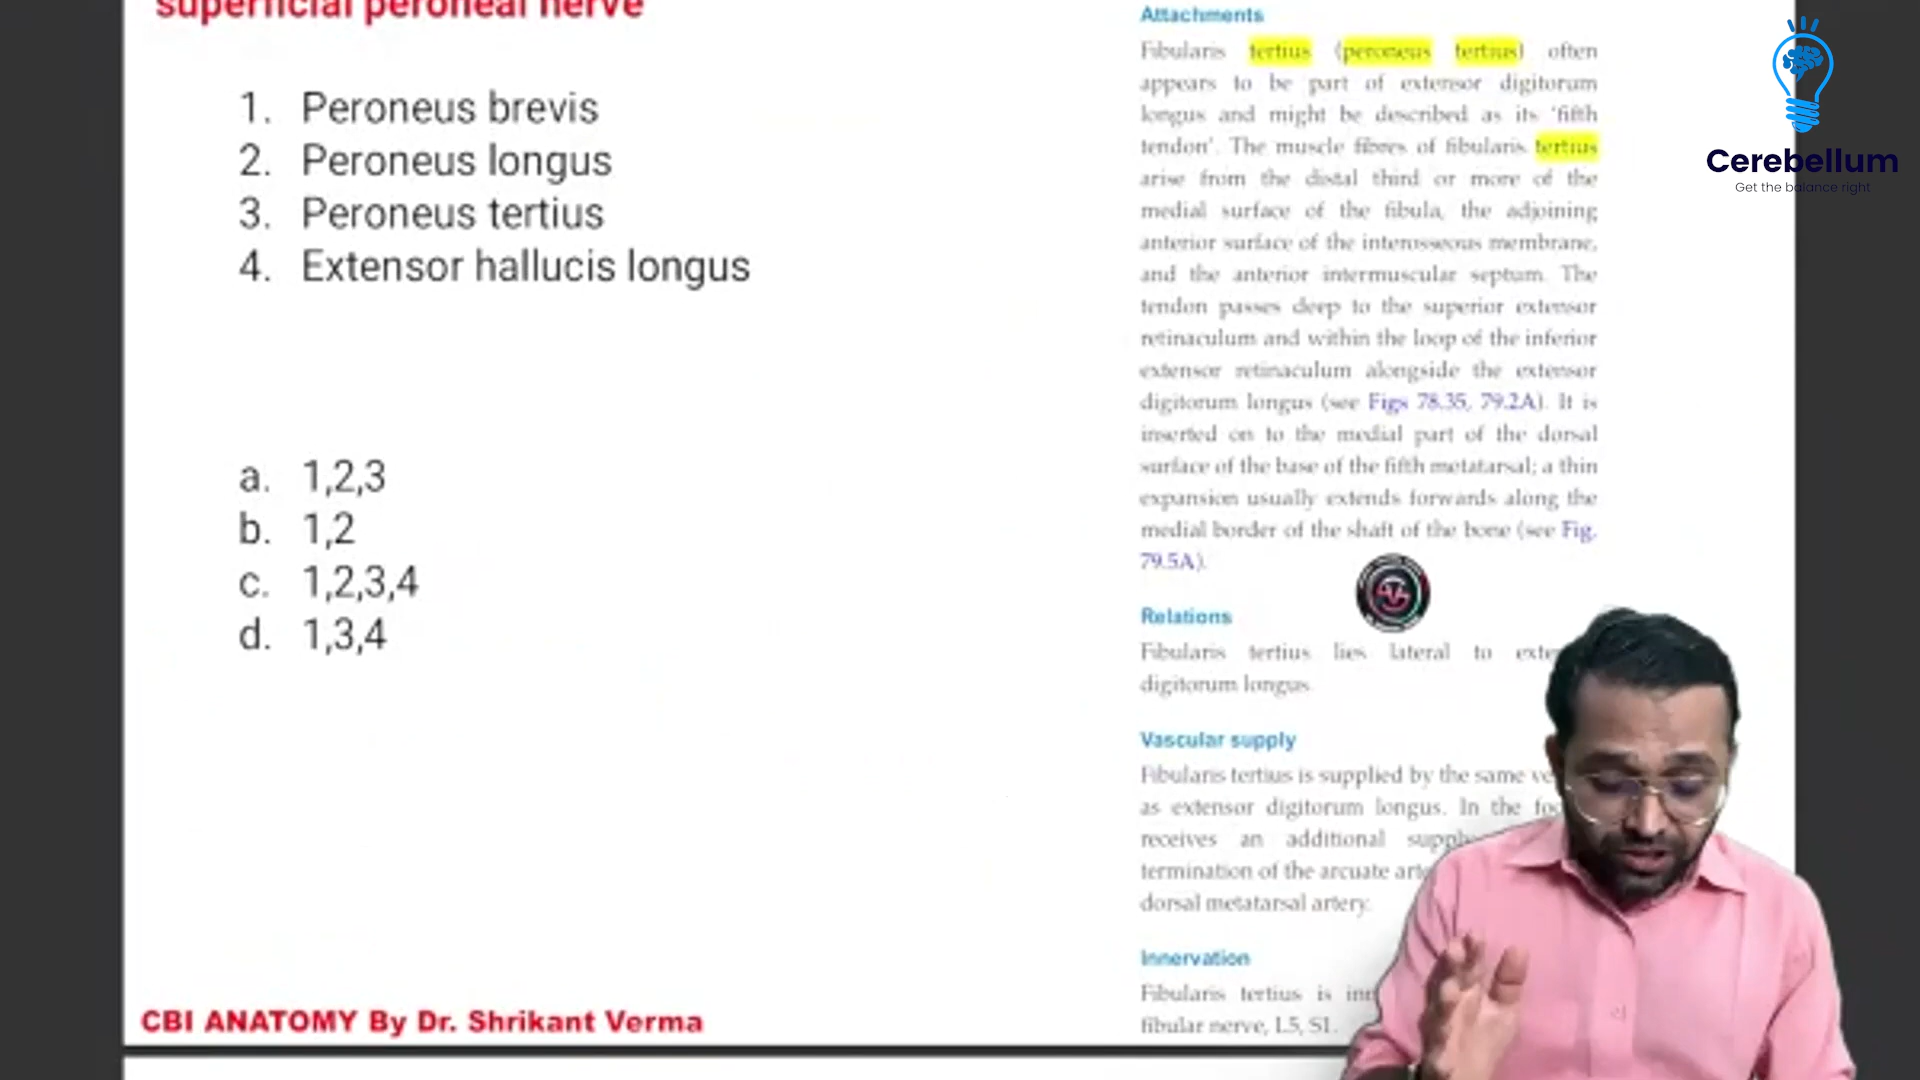 superficial peroneal nerve
1. Peroneus brevis
2. Peroneus longus
3. Peroneus tertius
4. Extensor hallucis longus
a. 1,2,3
b. 1,2
c. 1,2,3,4
d. 1,3,4
CBI ANATOMY By Dr. Shrikant Verma
Attachments
Fibularis tertius (peroneus tertius) often
appears to be part of extensor digitorum
longus and might be described as its 'fifth
tendon'. The muscle fibres of fibularis tertius
arise from the distal third or more of the
medial surface of the fibula, the adjoining
anterior surface of the interosseous membrane,
and the anterior intermuscular septum. The
tendon passes deep to the superior extensor
retinaculum and within the loop of the inferior
extensor retinaculum alongside the extensor
digitorum longus (see Figs 78.35, 79.2A). It is
inserted on to the medial part of the dorsal
surface of the base of the fifth metatarsal; a thin
expansion usually extends forwards along the
medial border of the shaft of the bone (see Fig.
79.5A).
Relations
Fibularis tertius lies lateral to
digitorum longus.
Vascular supply
Fibularis tertius is supplied by the same
as extensor digitorum longus. In the
receives an additional
termination of the arcuate
dorsal metatarsal artery.
Innervation
Fibularis tertius is
fibular nerve, L5, S1.
Cerebellum
Get the balance right